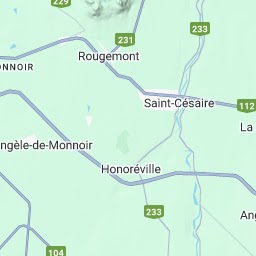 229
233
231
Rougemont
ONNOIR
Saint-Césaire
112
La
ngèle-de-Monnoir
Honoréville
233
Ang
104